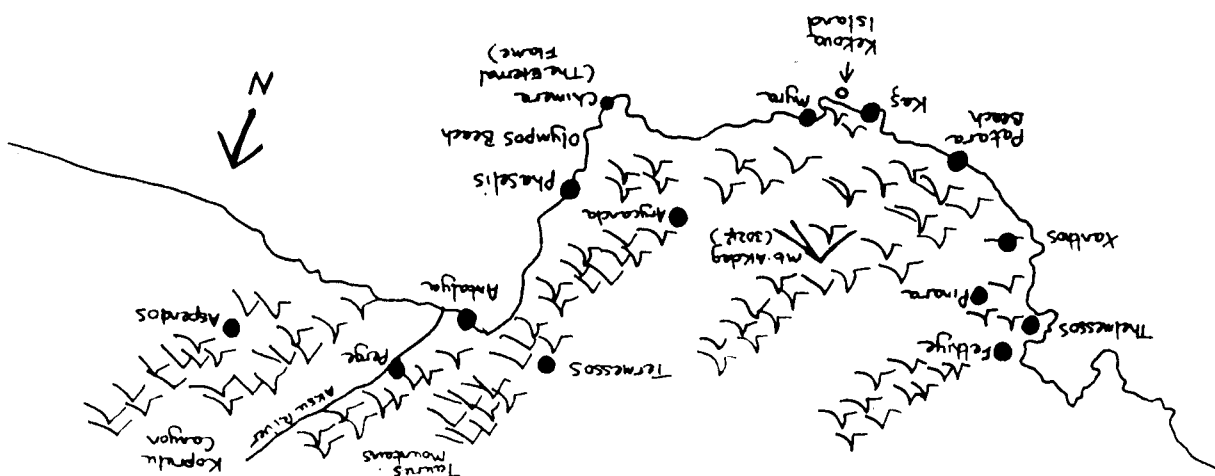 Taurus
Mountains
Koprulu
Canyon
Aksu River
Fethiye
Termessos
Perge
Thelmessos
Aspendos
Pinara
Antalya
Mt. Akdag
(3024)
Xanthos
Arycanda
Phaselis
Patara
Beach
Olympos Beach
Kaş
Myra
Chimera
(The Eternal
Flame)
N
Kekova
Island